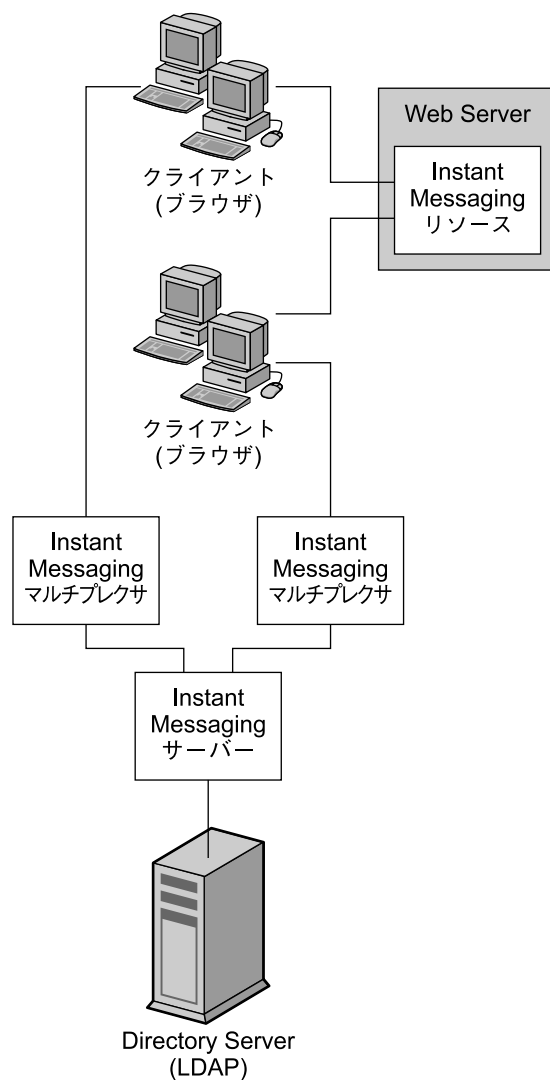 クライアント
(ブラウザ)
Web Server
Instant
Messaging
リソース
クライアント
(ブラウザ)
Instant
Messaging
マルチプレクサ
Instant
Messaging
マルチプレクサ
Instant
Messaging
サーバー
Directory Server
(LDAP)